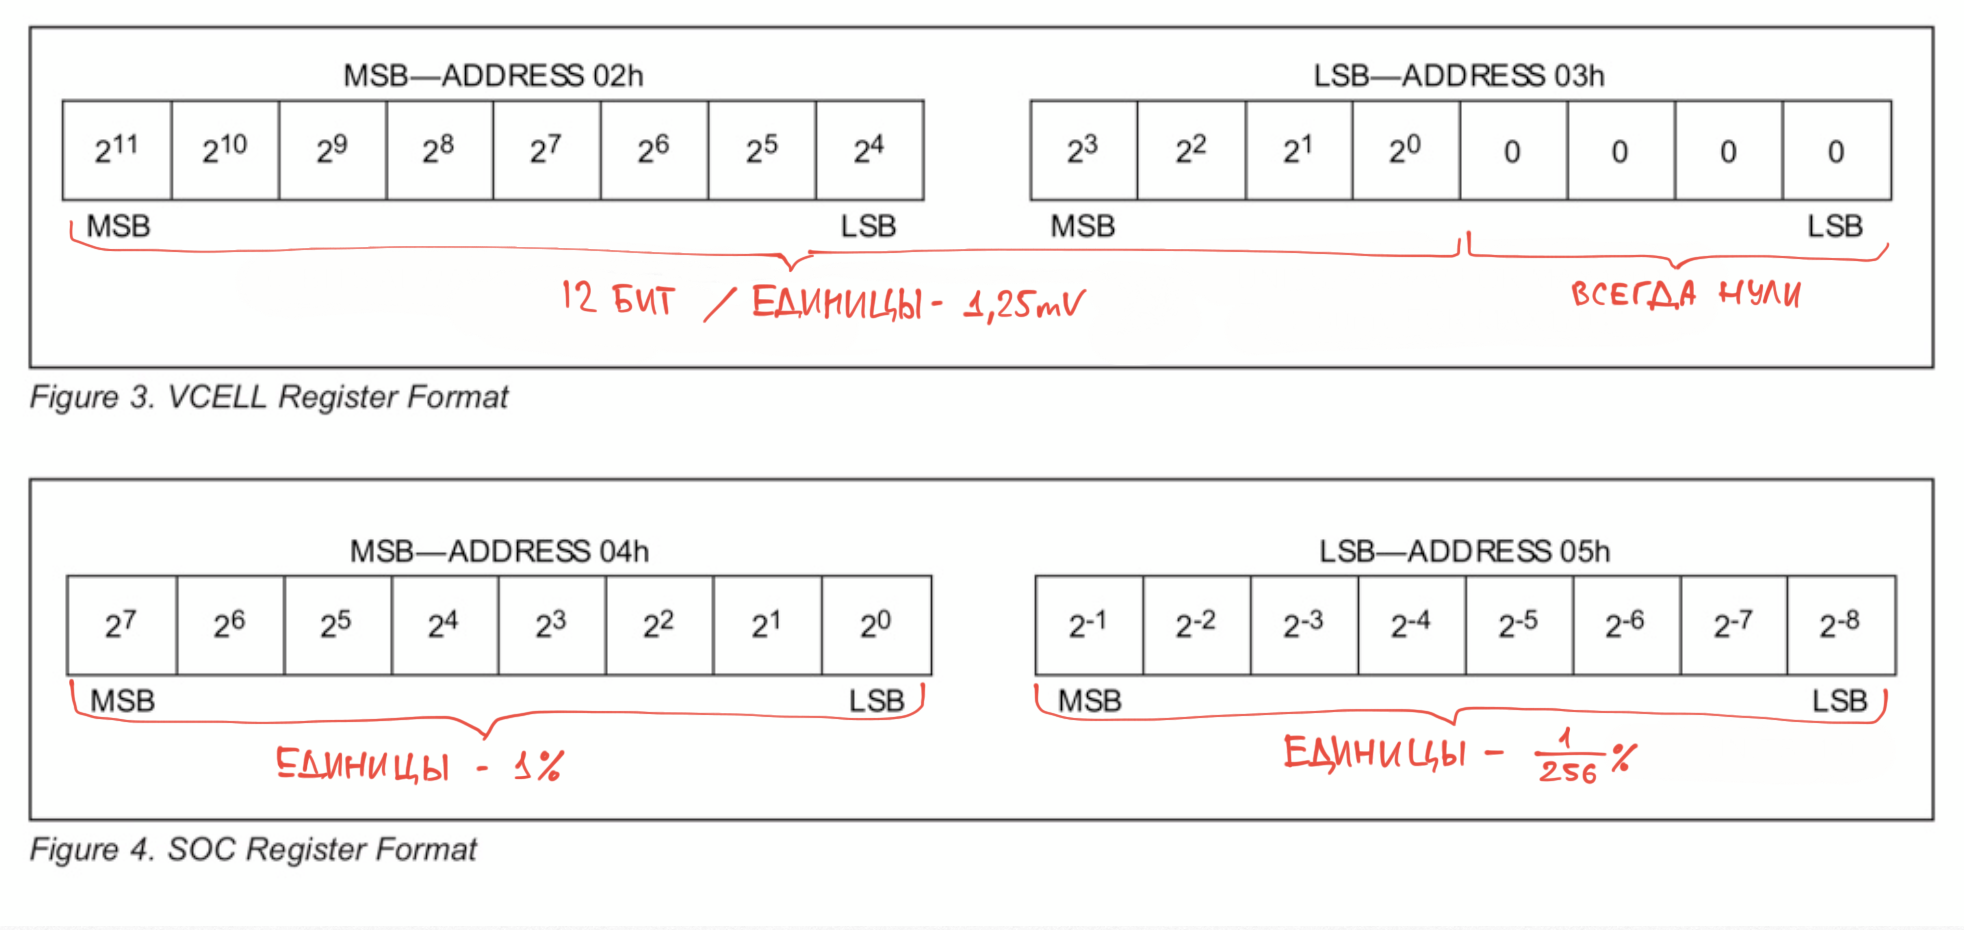 MSB—ADDRESS 02h
LSB—ADDRESS 03h
2^11 2^10 2^9 2^8 2^7 2^6 2^5 2^4
2^3 2^2 2^1 2^0 0 0 0 0
MSB LSB
MSB LSB
12 БИТ / ЕДИНИЦЫ - 1,25mV
ВСЕГДА НУЛИ
Figure 3. VCELL Register Format
MSB—ADDRESS 04h
LSB—ADDRESS 05h
2^7 2^6 2^5 2^4 2^3 2^2 2^1 2^0
2^-1 2^-2 2^-3 2^-4 2^-5 2^-6 2^-7 2^-8
MSB LSB
MSB LSB
ЕДИНИЦЫ - 1%
ЕДИНИЦЫ - 1/256 %
Figure 4. SOC Register Format